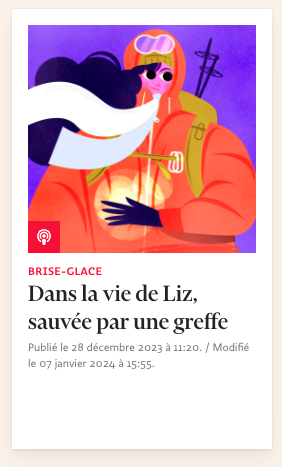 BRISE-GLACE
Dans la vie de Liz,
sauvée par une greffe
Publié le 28 décembre 2023 à 11:20. / Modifié
le 07 janvier 2024 à 15:55.